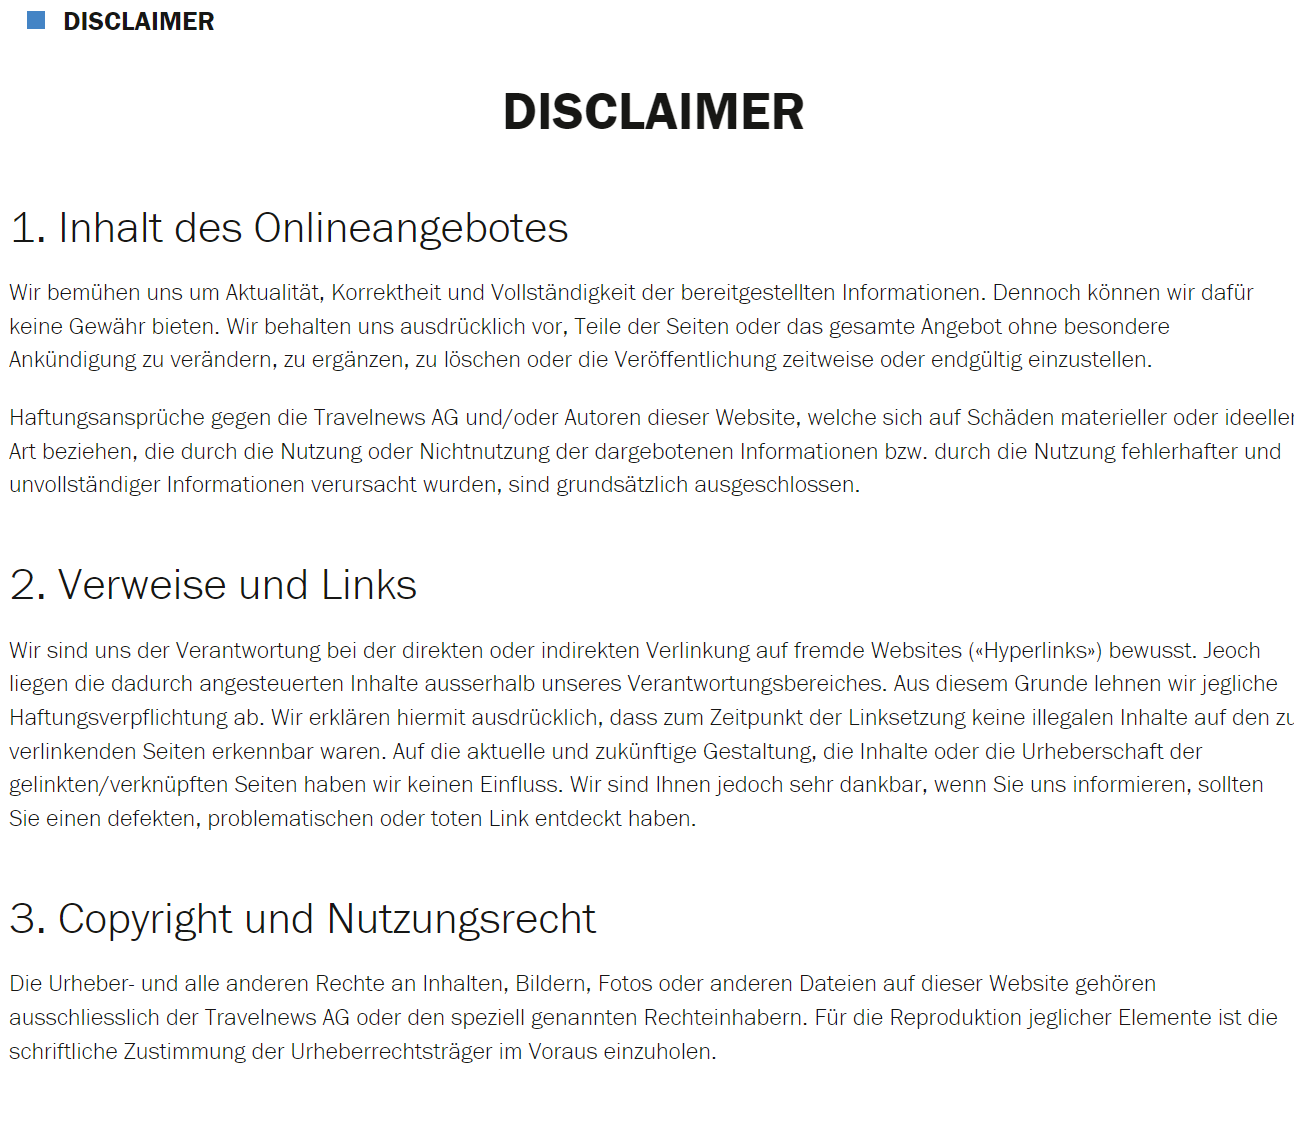 DISCLAIMER
DISCLAIMER
1. Inhalt des Onlineangebotes
Wir bemühen uns um Aktualität, Korrektheit und Vollständigkeit der bereitgestellten Informationen. Dennoch können wir dafür
keine Gewähr bieten. Wir behalten uns ausdrücklich vor, Teile der Seiten oder das gesamte Angebot ohne besondere
Ankündigung zu verändern, zu ergänzen, zu löschen oder die Veröffentlichung zeitweise oder endgültig einzustellen.
Haftungsansprüche gegen die Travelnews AG und/oder Autoren dieser Website, welche sich auf Schäden materieller oder ideeller
Art beziehen, die durch die Nutzung oder Nichtnutzung der dargebotenen Informationen bzw. durch die Nutzung fehlerhafter und
unvollständiger Informationen verursacht wurden, sind grundsätzlich ausgeschlossen.
2. Verweise und Links
Wir sind uns der Verantwortung bei der direkten oder indirekten Verlinkung auf fremde Websites («Hyperlinks») bewusst. Jeoch
liegen die dadurch angesteuerten Inhalte ausserhalb unseres Verantwortungsbereiches. Aus diesem Grunde lehnen wir jegliche
Haftungsverpflichtung ab. Wir erklären hiermit ausdrücklich, dass zum Zeitpunkt der Linksetzung keine illegalen Inhalte auf den zu
verlinkenden Seiten erkennbar waren. Auf die aktuelle und zukünftige Gestaltung, die Inhalte oder die Urheberschaft der
gelinkten/verknüpften Seiten haben wir keinen Einfluss. Wir sind Ihnen jedoch sehr dankbar, wenn Sie uns informieren, sollten
Sie einen defekten, problematischen oder toten Link entdeckt haben.
3. Copyright und Nutzungsrecht
Die Urheber- und alle anderen Rechte an Inhalten, Bildern, Fotos oder anderen Dateien auf dieser Website gehören
ausschliesslich der Travelnews AG oder den speziell genannten Rechteinhabern. Für die Reproduktion jeglicher Elemente ist die
schriftliche Zustimmung der Urheberrechtsträger im Voraus einzuholen.